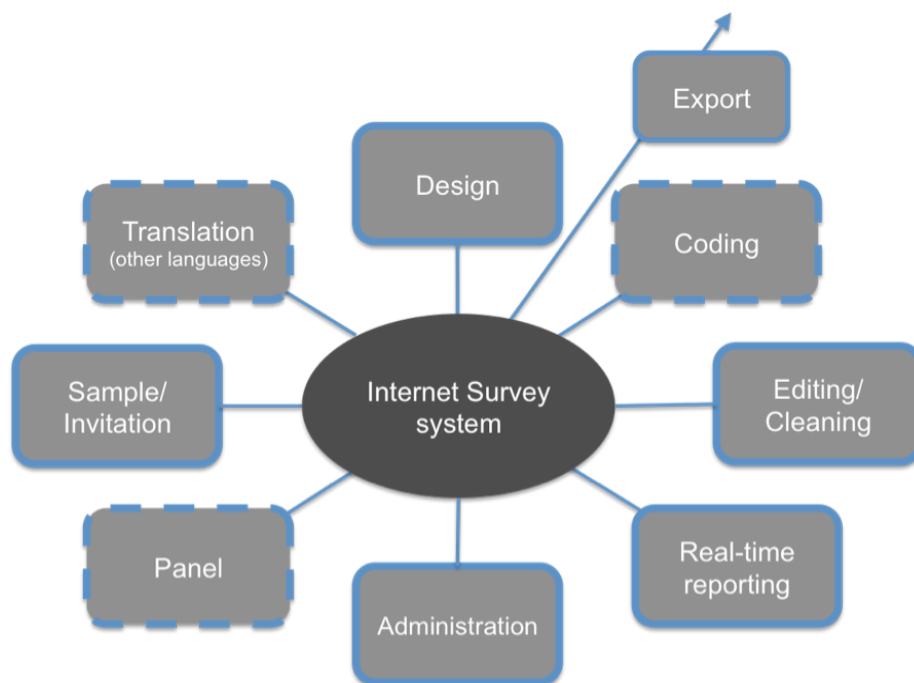 Export
Design
Translation
(other languages)
Coding
Internet Survey
system
Sample/
Invitation
Editing/
Cleaning
Panel
Real-time
reporting
Administration